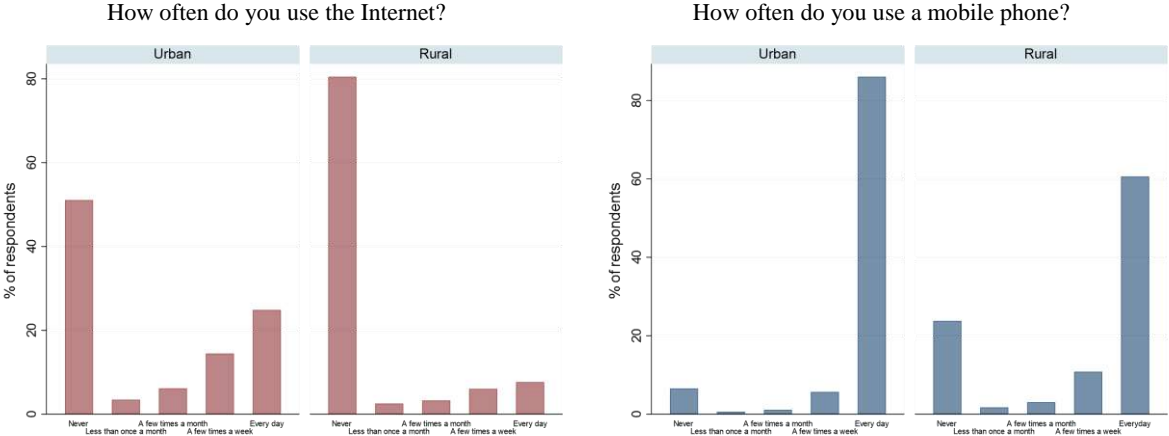 How often do you use the Internet?
Urban
Rural
% of respondents
80
60
40
20
0
Never
Less than once a month
A few times a month
A few times a week
Every day
Never
Less than once a month
A few times a month
A few times a week
Every day
How often do you use a mobile phone?
Urban
Rural
% of respondents
80
60
40
20
0
Never
Less than once a month
A few times a month
A few times a week
Every day
Never
Less than once a month
A few times a month
A few times a week
Everyday